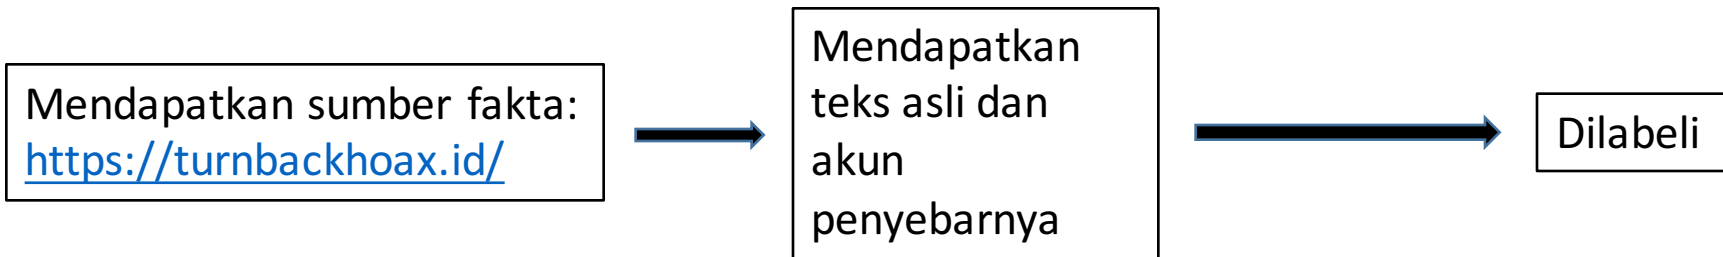 Mendapatkan sumber fakta:
https://turnbackhoax.id/
Mendapatkan
teks asli dan
akun
penyebarnya
Dilabeli